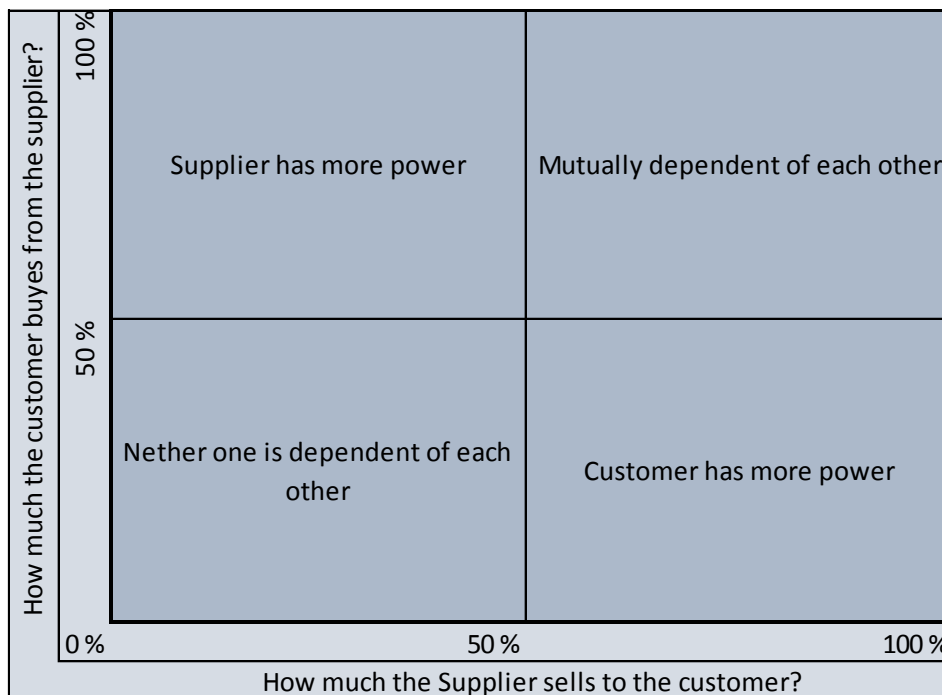 How much the customer buyes from the supplier?
100 %
Supplier has more power
Mutually dependent of each other
50 %
Nether one is dependent of each
other
Customer has more power
0 %
50 %
100 %
How much the Supplier sells to the customer?